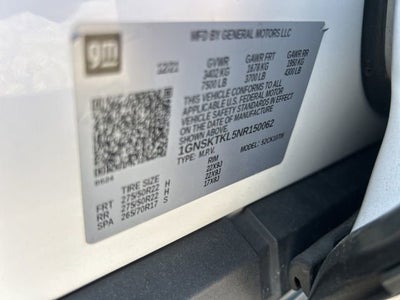 gm
MFD BY GENERAL MOTORS LLC
12/21 GVWR GAWR FRT GAWR RR
3402 KG 1678 KG 1950 KG
7500 LB 3700 LB 4300 LB
THIS VEHICLE CONFORMS TO ALL APPLICABLE U.S. FEDERAL MOTOR
VEHICLE SAFETY STANDARDS IN EFFECT ON THE DATE OF MANUFACTURE
SHOWN ABOVE.
1GNSKTKL5NR150062
TYPE: M.P.V. MODEL:
TIRE SIZE RIM
FRT 275/50R22 H 22X9J
RR 275/50R22 H 22X9J
SPA 265/70R17 S 17X8J